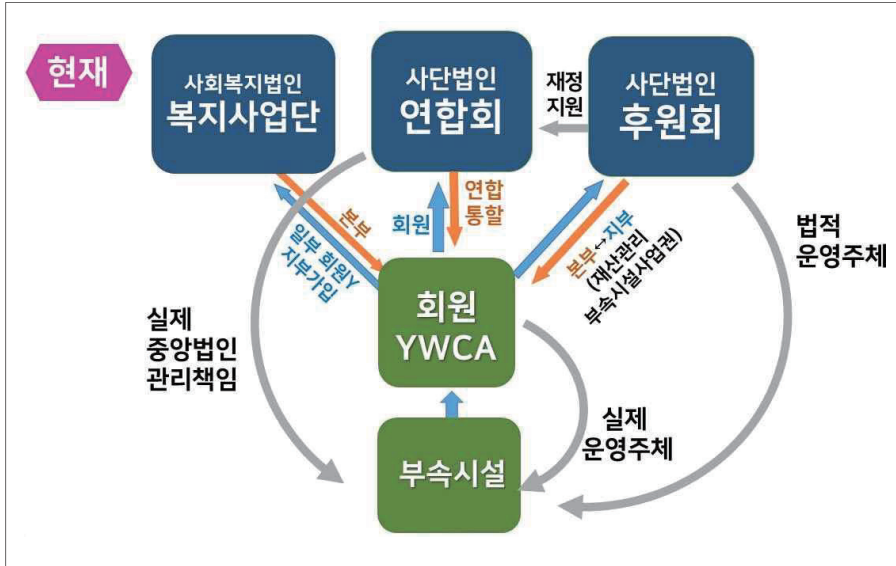 현재
사회복지법인
복지사업단
사단법인
연합회
재정
지원
사단법인
후원회
본부
일부 회원Y
지부가입
회원
연합
통할
본부↔지부
(재산관리
부속시설사업권)
법적
운영주체
회원
YWCA
실제
중앙법인
관리책임
실제
운영주체
부속시설